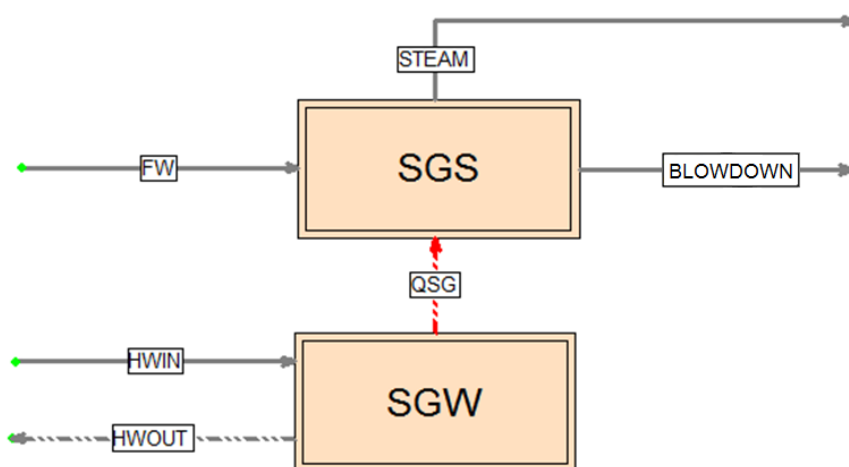 STEAM
FW
SGS
BLOWDOWN
QSG
HWIN
SGW
HWOUT